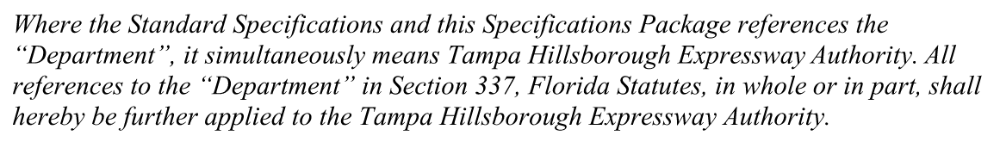 Where the Standard Specifications and this Specifications Package references the
“Department”, it simultaneously means Tampa Hillsborough Expressway Authority. All
references to the “Department” in Section 337, Florida Statutes, in whole or in part, shall
hereby be further applied to the Tampa Hillsborough Expressway Authority.